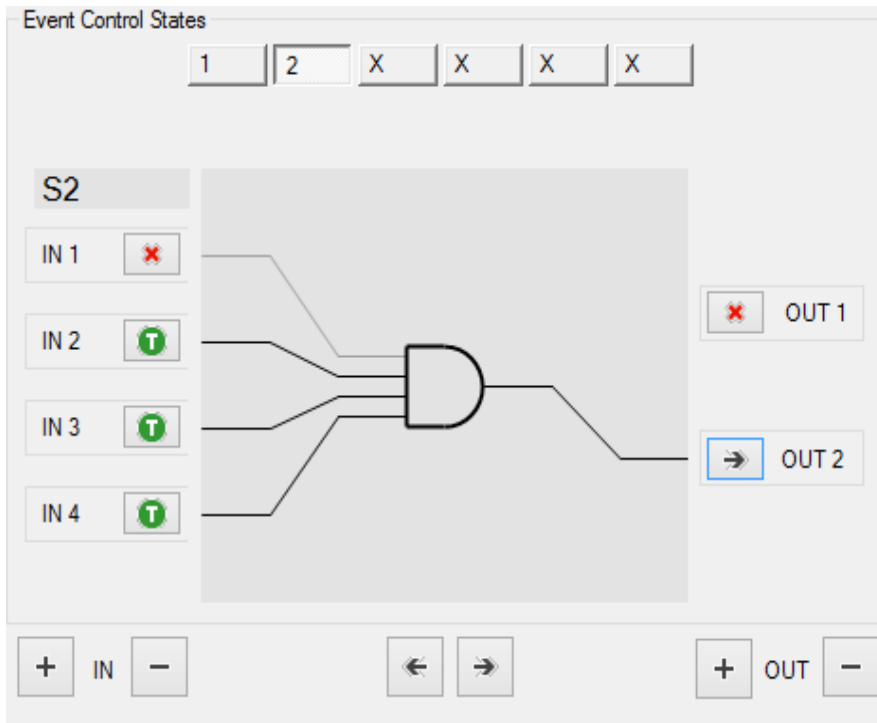 Event Control States
1 2 X X X X
S2
IN 1
OUT 1
IN 2 T
IN 3 T
OUT 2
IN 4 T
+ IN − + OUT −